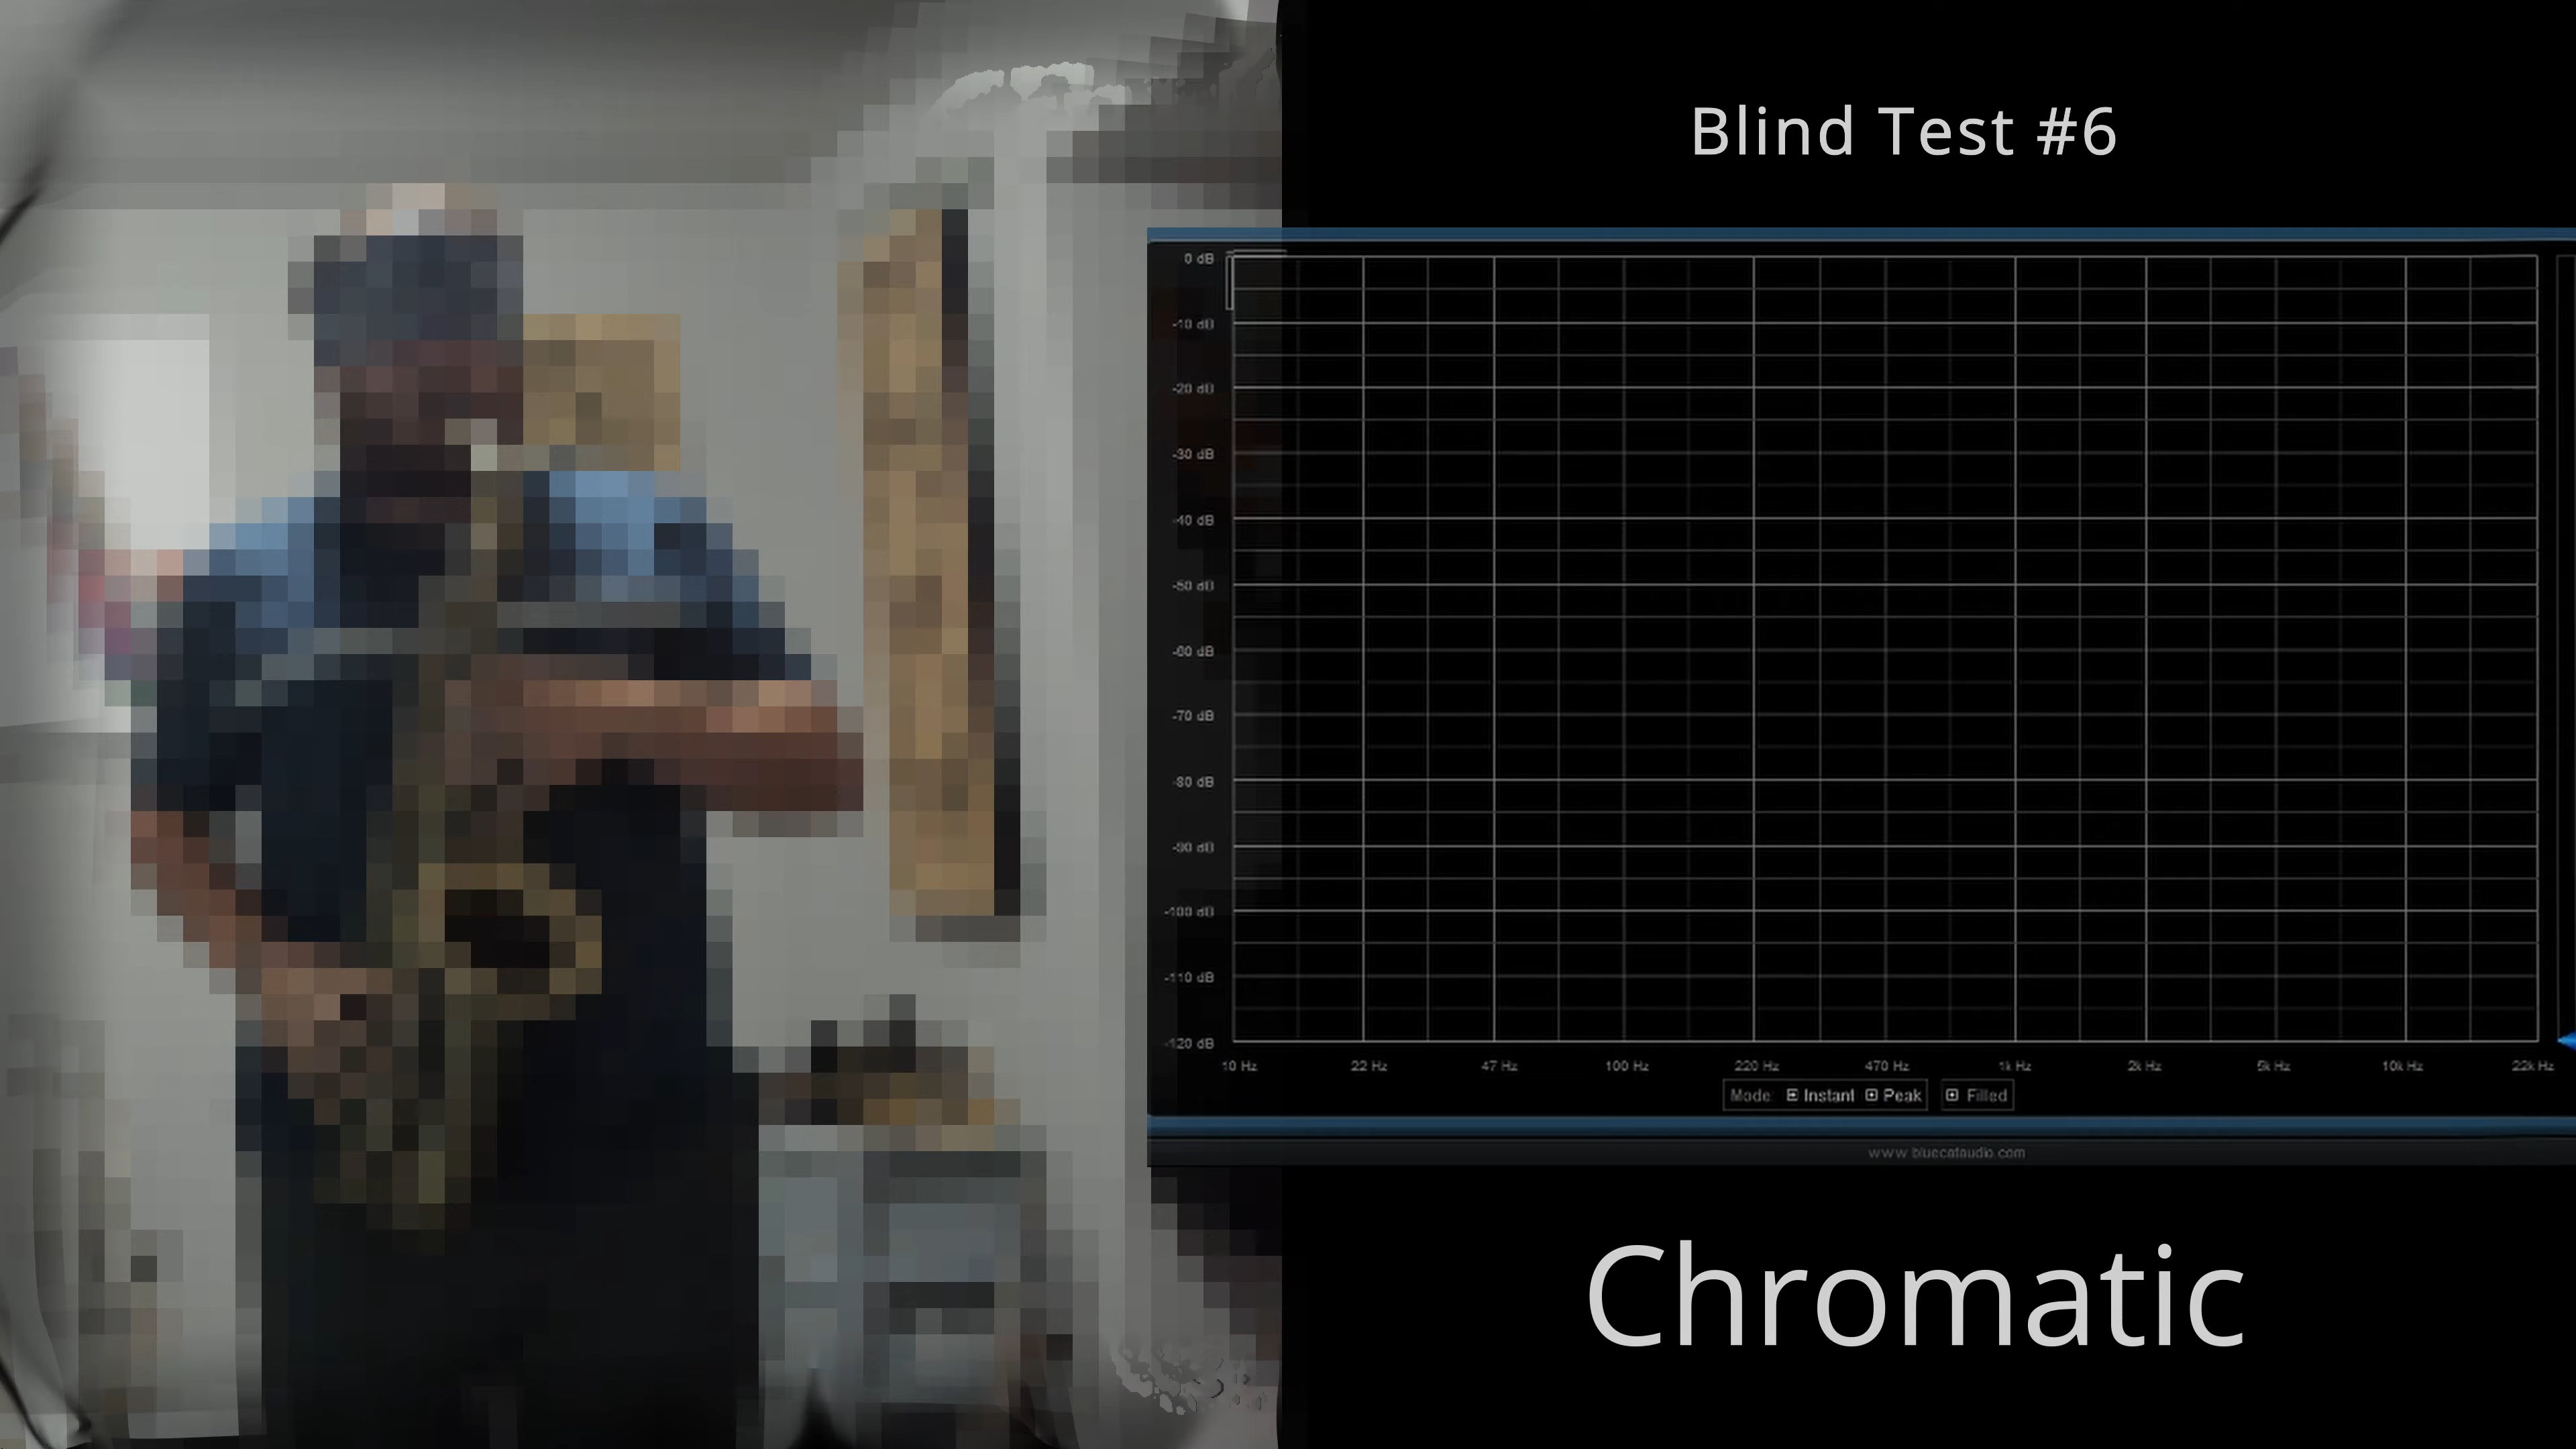 Blind Test #6
0 dB
-10 dB
-20 dB
-30 dB
-40 dB
-50 dB
-60 dB
-70 dB
-80 dB
-90 dB
-100 dB
-110 dB
-120 dB
10 Hz 22 Hz 47 Hz 100 Hz 220 Hz 470 Hz 1k Hz 2k Hz 5k Hz 10k Hz 22k Hz
Mode: Instant Peak Filled
www.bluecataudio.com
Chromatic